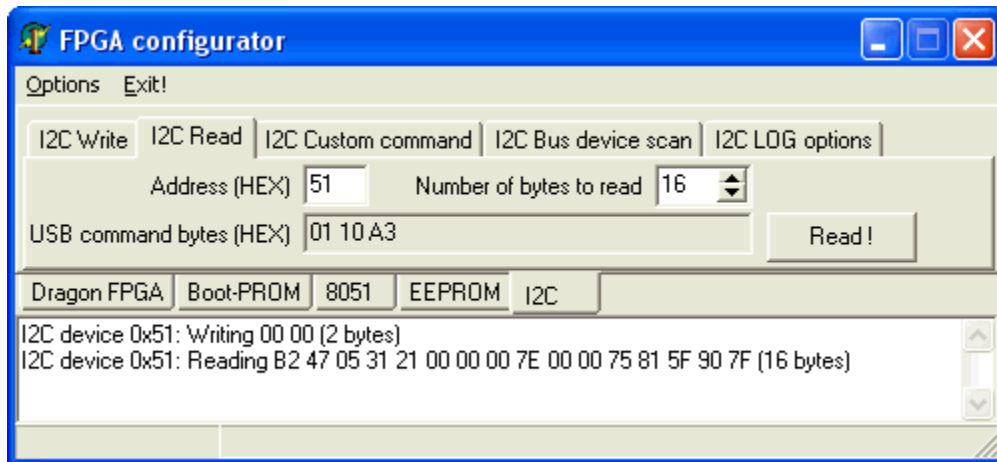 FPGA configurator
Options Exit!
I2C Write I2C Read I2C Custom command I2C Bus device scan I2C LOG options
Address (HEX) 51 Number of bytes to read 16
USB command bytes (HEX) 01 10 A3 Read !
Dragon FPGA Boot-PROM 8051 EEPROM I2C
I2C device 0x51: Writing 00 00 (2 bytes)
I2C device 0x51: Reading B2 47 05 31 21 00 00 00 7E 00 00 75 81 5F 90 7F (16 bytes)